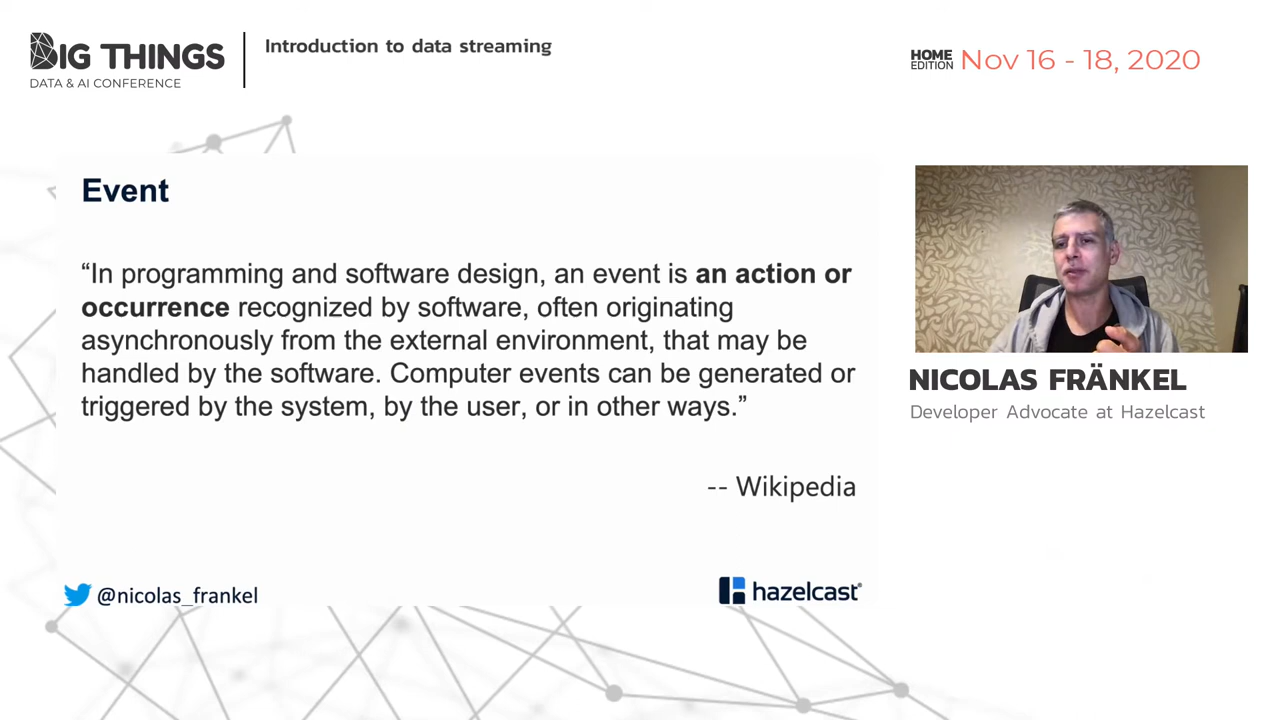 BIG THINGS
DATA & AI CONFERENCE
Introduction to data streaming
HOME
EDITION
Nov 16 - 18, 2020
Event
“In programming and software design, an event is an action or
occurrence recognized by software, often originating
asynchronously from the external environment, that may be
handled by the software. Computer events can be generated or
triggered by the system, by the user, or in other ways.”
-- Wikipedia
@nicolas_frankel
hazelcast®
NICOLAS FRÄNKEL
Developer Advocate at Hazelcast